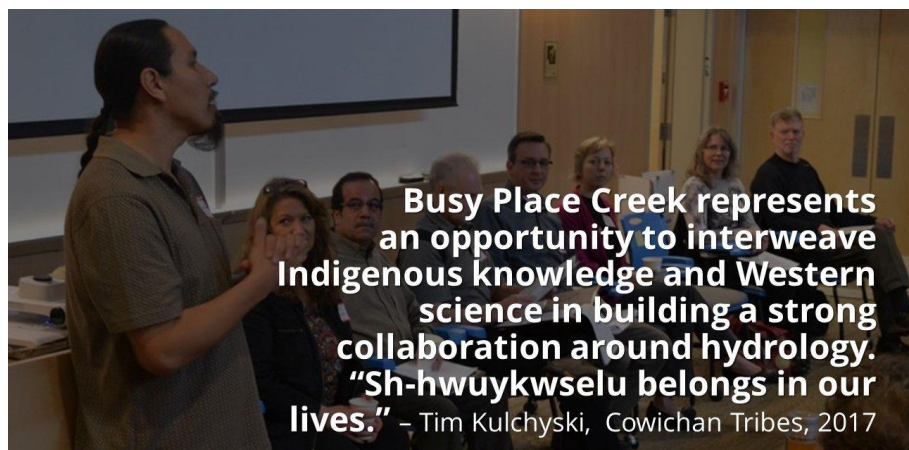 Busy Place Creek represents
an opportunity to interweave
Indigenous knowledge and Western
science in building a strong
collaboration around hydrology.
“Sh-hwuykwselu belongs in our
lives.” – Tim Kulchyski,  Cowichan Tribes, 2017